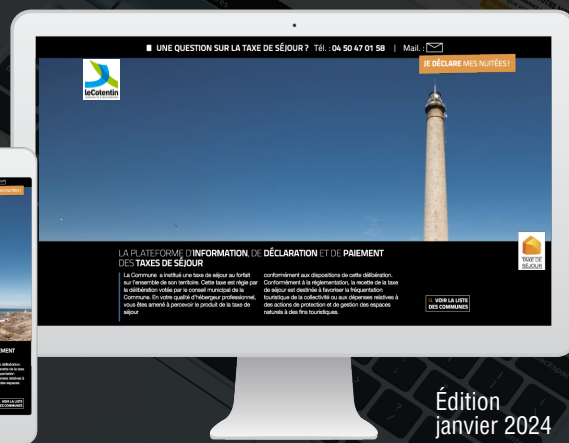 UNE QUESTION SUR LA TAXE DE SÉJOUR ? Tél. : 04 50 47 01 58 | Mail. :
JE DÉCLARE MES NUITÉES !
leCotentin
LA PLATEFORME D'INFORMATION, DE DÉCLARATION ET DE PAIEMENT
DES TAXES DE SÉJOUR
La Commune a institué une taxe de séjour au forfait
sur l'ensemble de son territoire. Cette taxe est régie par
la délibération votée par le conseil municipal de la
Commune. En votre qualité d'hébergeur professionnel,
vous êtes amené à percevoir le produit de la taxe de
séjour
conformément aux dispositions de cette délibération.
Conformément à la réglementation, la recette de la taxe
de séjour est destinée à favoriser la fréquentation
touristique de la collectivité ou aux dépenses relatives à
des actions de protection et de gestion des espaces
naturels à des fins touristiques.
TAXE DE
SÉJOUR
VOIR LA LISTE
DES COMMUNES
Édition
janvier 2024